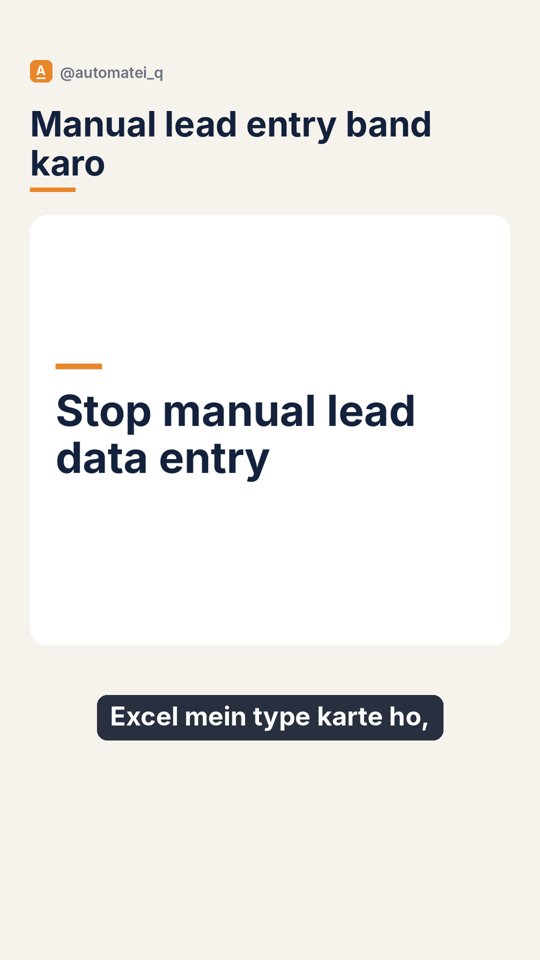 A
@automatei_q
Manual lead entry band
karo
Stop manual lead
data entry
Excel mein type karte ho,